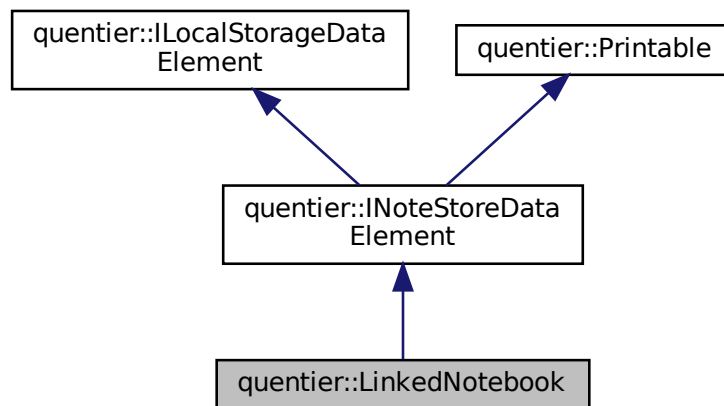 quentier::ILocalStorageData
Element
quentier::Printable
quentier::INoteStoreData
Element
quentier::LinkedNotebook